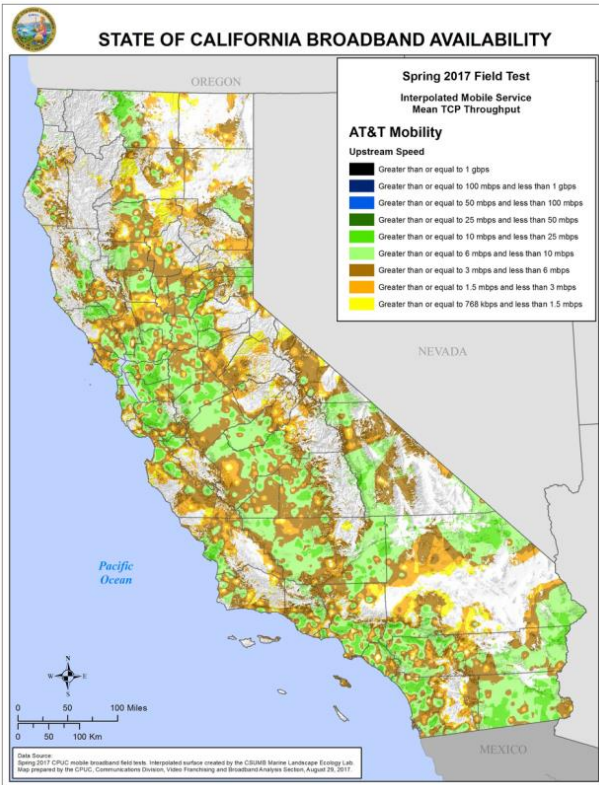 STATE OF CALIFORNIA BROADBAND AVAILABILITY
OREGON
Spring 2017 Field Test
Interpolated Mobile Service
Mean TCP Throughput
AT&T Mobility
Upstream Speed
Greater than or equal to 1 gbps
Greater than or equal to 100 mbps and less than 1 gbps
Greater than or equal to 50 mbps and less than 100 mbps
Greater than or equal to 25 mbps and less than 50 mbps
Greater than or equal to 10 mbps and less than 25 mbps
Greater than or equal to 6 mbps and less than 10 mbps
Greater than or equal to 3 mbps and less than 6 mbps
Greater than or equal to 1.5 mbps and less than 3 mbps
Greater than or equal to 768 kbps and less than 1.5 mbps
NEVADA
Pacific
Ocean
N
W E
S
0 50 100 Miles
0 50 100 Km
MEXICO
Data Source:
Spring 2017 CPUC mobile broadband field tests. Interpolated surface created by the CSUMB Marine Landscape Ecology Lab.
Map prepared by the CPUC, Communications Division, Video Franchising and Broadband Analysis Section, August 29, 2017.